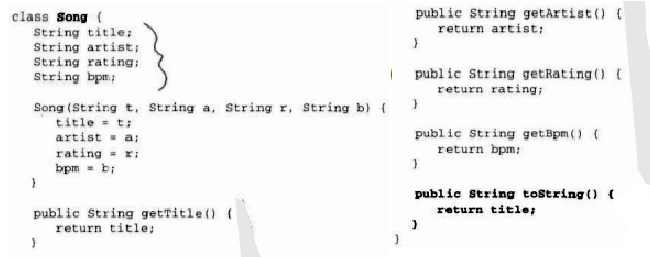 class Song {
String title;
String artist;
String rating;
String bpm;
Song(String t, String a, String r, String b) {
title = t;
artist = a;
rating = r;
bpm = b;
}
public String getTitle() {
return title;
}
public String getArtist() {
return artist;
}
public String getRating() {
return rating;
}
public String getBpm() {
return bpm;
}
public String toString() {
return title;
}
}